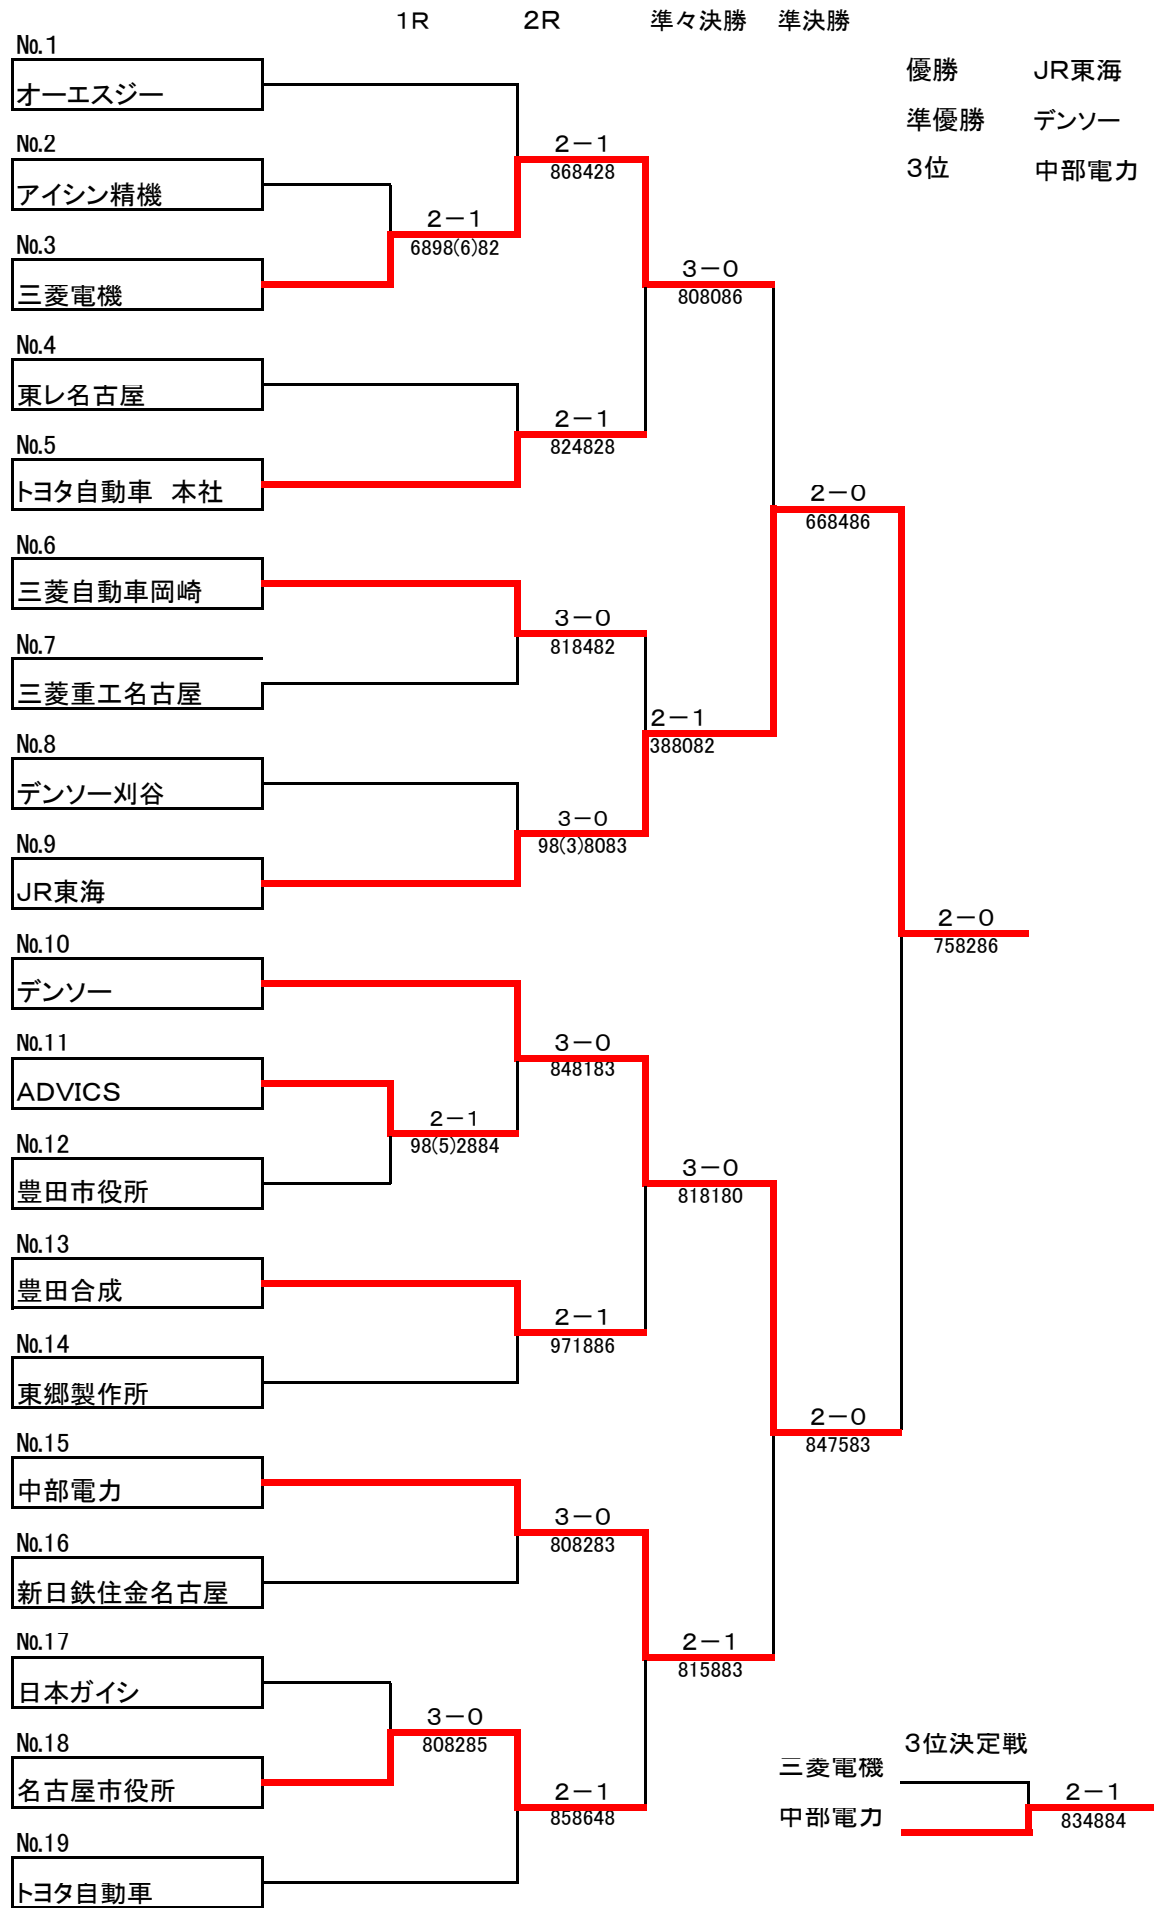 1R 2R 準々決勝 準決勝
No.1
オーエスジー
優勝 JR東海
準優勝 デンソー
3位 中部電力
No.2
アイシン精機
2－1
868428
2－1
6898(6)82
No.3
三菱電機
3－0
808086
No.4
東レ名古屋
2－1
824828
No.5
トヨタ自動車　本社
2－0
668486
No.6
三菱自動車岡崎
3－0
818482
No.7
三菱重工名古屋
2－1
388082
No.8
デンソー刈谷
3－0
98(3)8083
No.9
JR東海
2－0
758286
No.10
デンソー
3－0
848183
No.11
ADVICS
2－1
98(5)2884
No.12
豊田市役所
3－0
818180
No.13
豊田合成
2－1
971886
No.14
東郷製作所
2－0
847583
No.15
中部電力
3－0
808283
No.16
新日鉄住金名古屋
2－1
815883
No.17
日本ガイシ
3－0
808285
No.18
名古屋市役所
2－1
858648
No.19
トヨタ自動車
3位決定戦
三菱電機
中部電力
2－1
834884